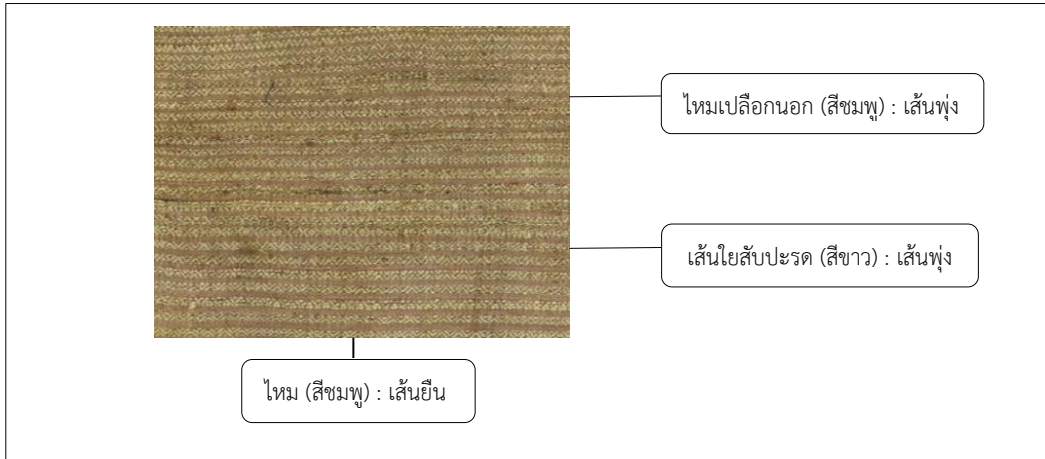 ไหมเปลือกนอก (สีชมพู) : เส้นพุ่ง
เส้นใยสับปะรด (สีขาว) : เส้นพุ่ง
ไหม (สีชมพู) : เส้นยืน